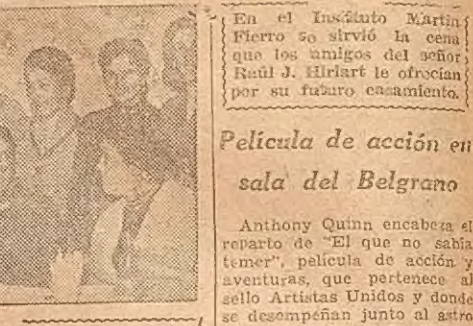 En el Instituto Martín
Fierro se sirvió la cena
que los amigos del señor
Raúl J. Hiriart le ofrecían
por su futuro casamiento.
Película de acción en
sala del Belgrano
Anthony Quinn encabeza el
reparto de "El que no sabía
temer", película de acción y
aventuras, que pertenece al
sello Artistas Unidos y donde
se desempeñan junto al astro